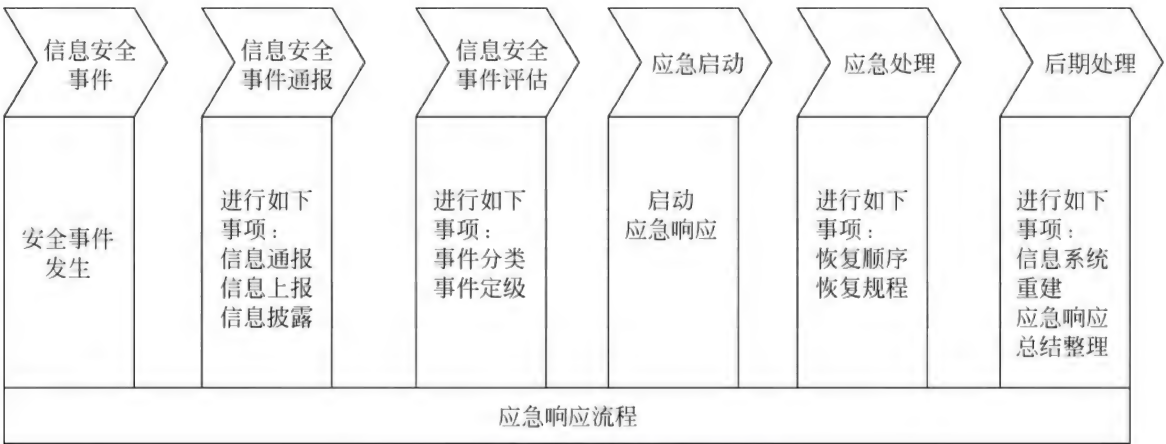 信息安全
事件
信息安全
事件通报
信息安全
事件评估
应急启动
应急处理
后期处理
安全事件
发生
进行如下
事项：
信息通报
信息上报
信息披露
进行如下
事项：
事件分类
事件定级
启动
应急响应
进行如下
事项：
恢复顺序
恢复规程
进行如下
事项：
信息系统
重建
应急响应
总结整理
应急响应流程